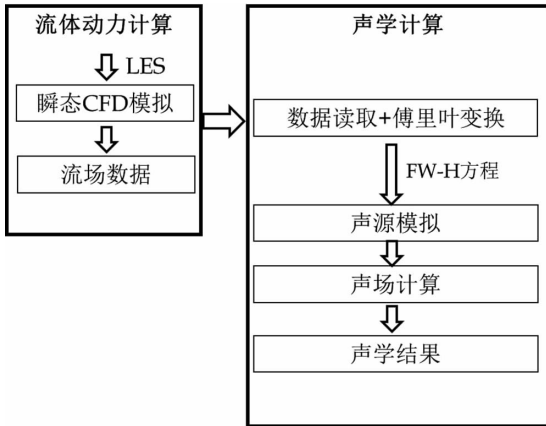 流体动力计算
LES
瞬态CFD模拟
流场数据
声学计算
数据读取+傅里叶变换
FW-H方程
声源模拟
声场计算
声学结果